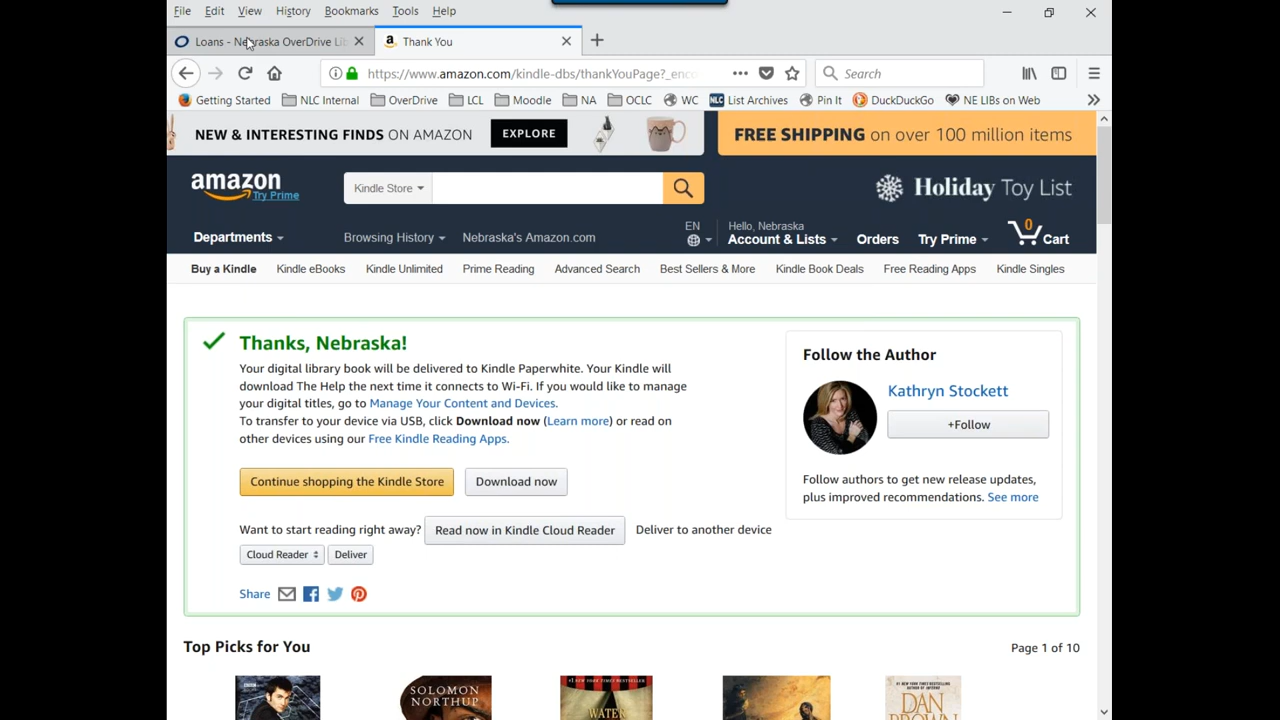 File Edit View History Bookmarks Tools Help
Loans - Nebraska OverDrive Lib
Thank You
https://www.amazon.com/kindle-dbs/thankYouPage?_enco
Search
Getting Started NLC Internal OverDrive LCL Moodle NA OCLC WC List Archives Pin It DuckDuckGo NE LIBs on Web
NEW & INTERESTING FINDS ON AMAZON EXPLORE
FREE SHIPPING on over 100 million items
amazon
Try Prime
Kindle Store
Holiday Toy List
Departments Browsing History Nebraska's Amazon.com
EN
Hello, Nebraska
Account & Lists Orders Try Prime 0 Cart
Buy a Kindle Kindle eBooks Kindle Unlimited Prime Reading Advanced Search Best Sellers & More Kindle Book Deals Free Reading Apps Kindle Singles
Thanks, Nebraska!
Your digital library book will be delivered to Kindle Paperwhite. Your Kindle will
download The Help the next time it connects to Wi-Fi. If you would like to manage
your digital titles, go to Manage Your Content and Devices.
To transfer to your device via USB, click Download now (Learn more) or read on
other devices using our Free Kindle Reading Apps.
Continue shopping the Kindle Store Download now
Want to start reading right away? Read now in Kindle Cloud Reader Deliver to another device
Cloud Reader Deliver
Share
Follow the Author
Kathryn Stockett
+Follow
Follow authors to get new release updates,
plus improved recommendations. See more
Top Picks for You
Page 1 of 10
BBC
SOLOMON
NORTHUP
WATER
DAN
BROWN